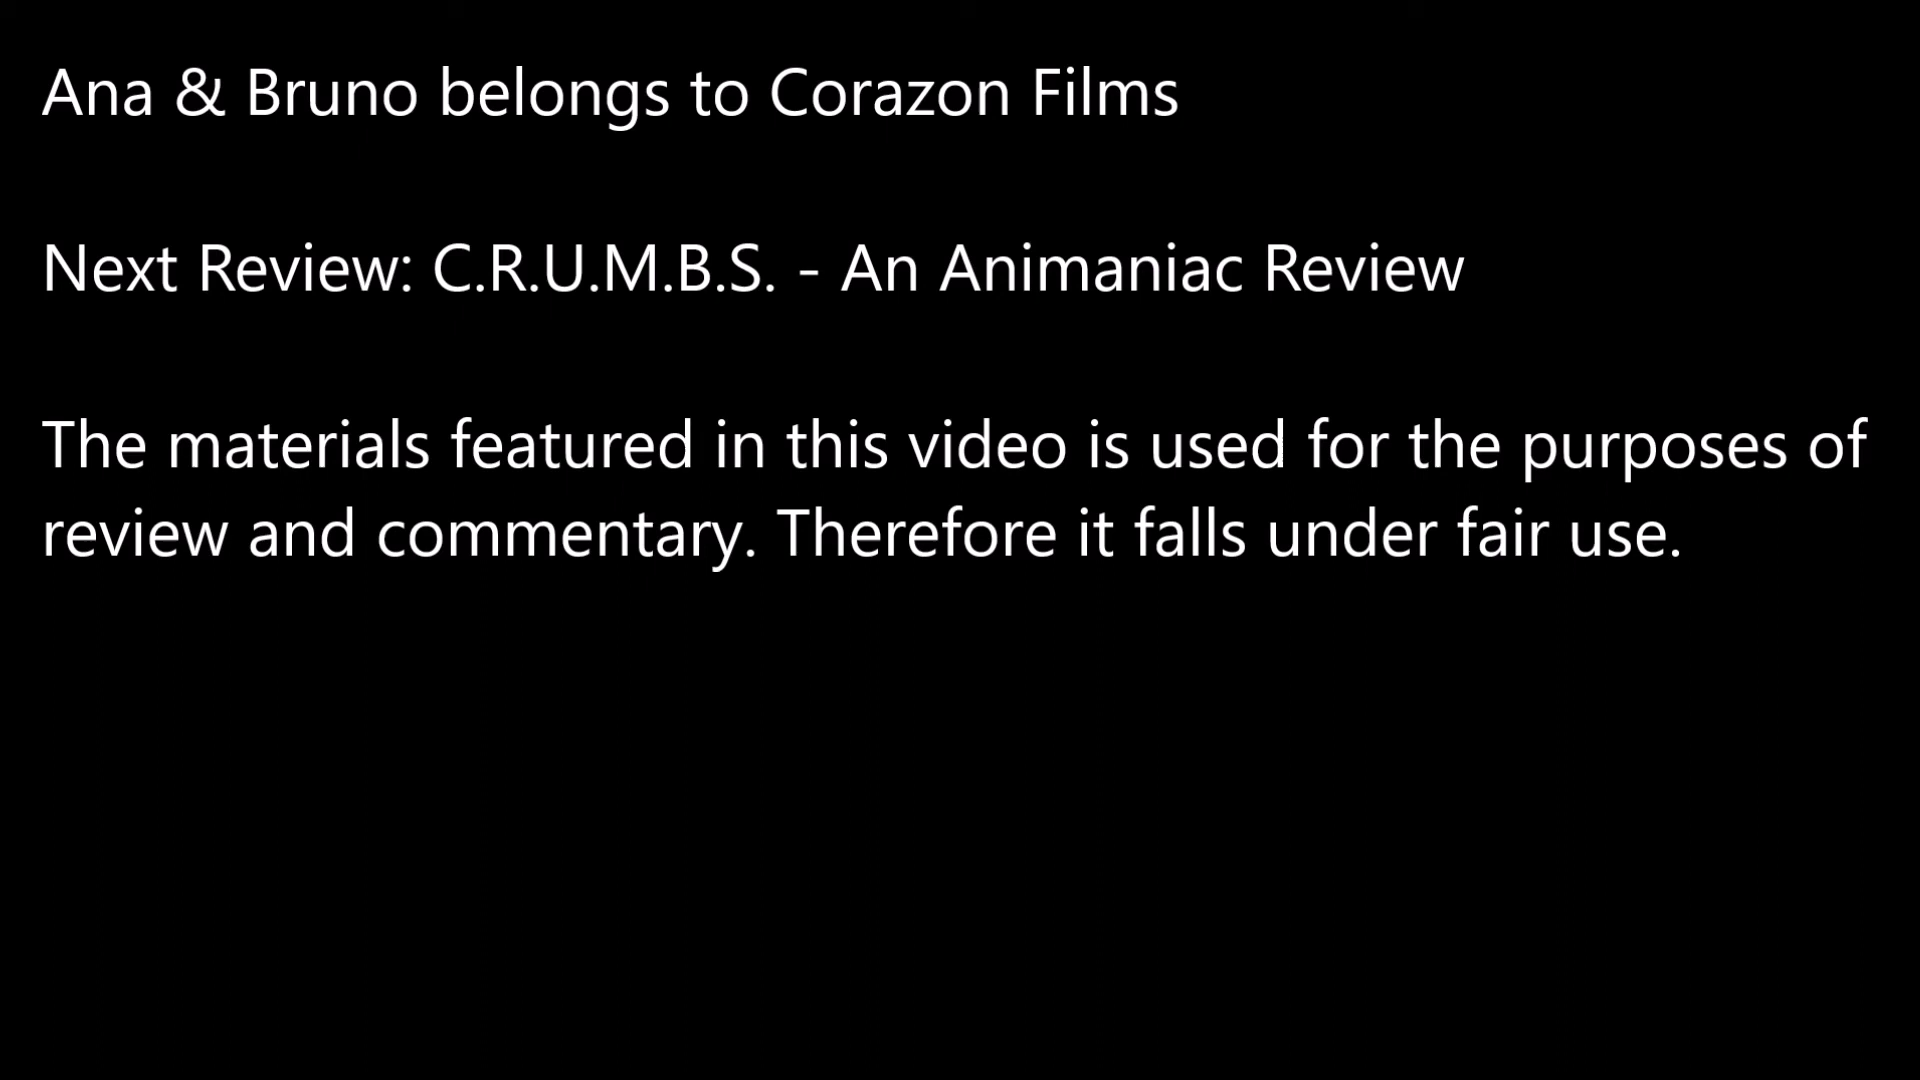 Ana & Bruno belongs to Corazon Films
Next Review: C.R.U.M.B.S. - An Animaniac Review
The materials featured in this video is used for the purposes of
review and commentary. Therefore it falls under fair use.